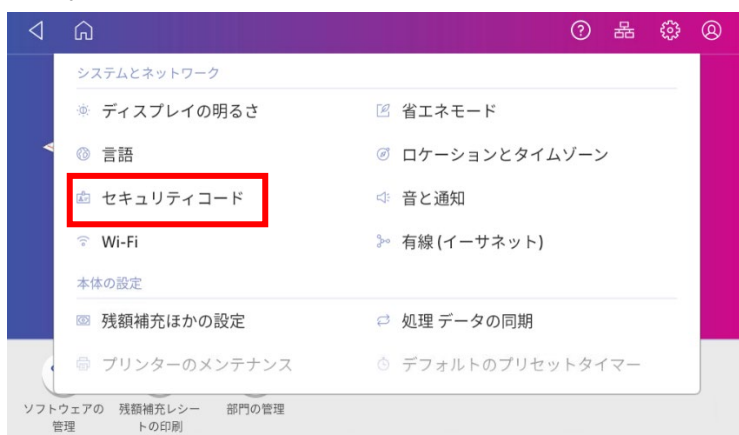 システムとネットワーク
ディスプレイの明るさ
省エネモード
言語
ロケーションとタイムゾーン
セキュリティコード
音と通知
Wi-Fi
有線 (イーサネット)
本体の設定
残額補充ほかの設定
処理 データの同期
プリンターのメンテナンス
デフォルトのプリセットタイマー
ソフトウェアの
管理
残額補充レシー
トの印刷
部門の管理